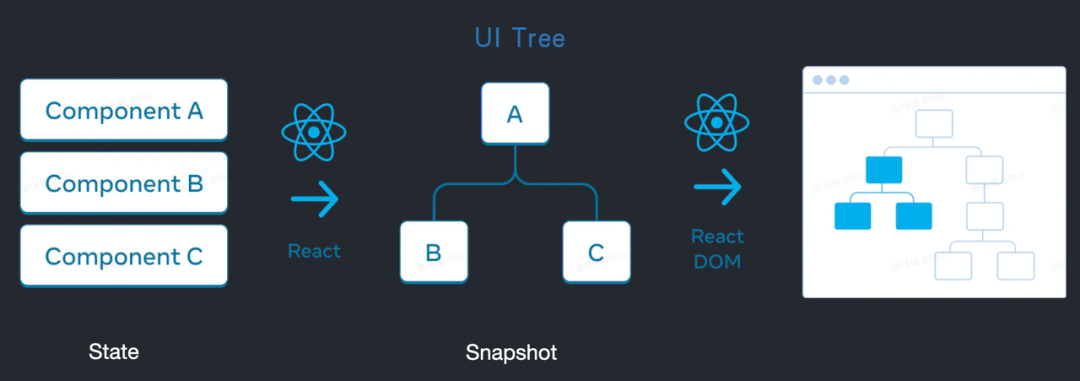 UI Tree
Component A
Component B
Component C
React
A
B
C
React
DOM
State
Snapshot